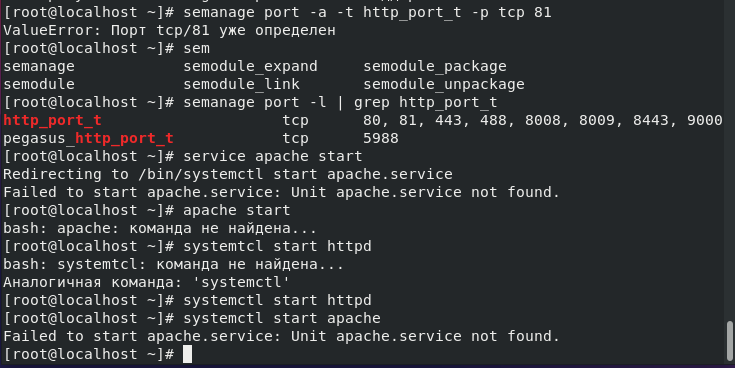 [root@localhost ~]# semanage port -a -t http_port_t -p tcp 81
ValueError: Порт tcp/81 уже определен
[root@localhost ~]# sem
semanage semodule_expand semodule_package
semodule semodule_link semodule_unpackage
[root@localhost ~]# semanage port -l | grep http_port_t
http_port_t tcp 80, 81, 443, 488, 8008, 8009, 8443, 9000
pegasus_http_port_t tcp 5988
[root@localhost ~]# service apache start
Redirecting to /bin/systemctl start apache.service
Failed to start apache.service: Unit apache.service not found.
[root@localhost ~]# apache start
bash: apache: команда не найдена...
[root@localhost ~]# systemtcl start httpd
bash: systemtcl: команда не найдена...
Аналогичная команда: 'systemctl'
[root@localhost ~]# systemctl start httpd
[root@localhost ~]# systemctl start apache
Failed to start apache.service: Unit apache.service not found.
[root@localhost ~]#